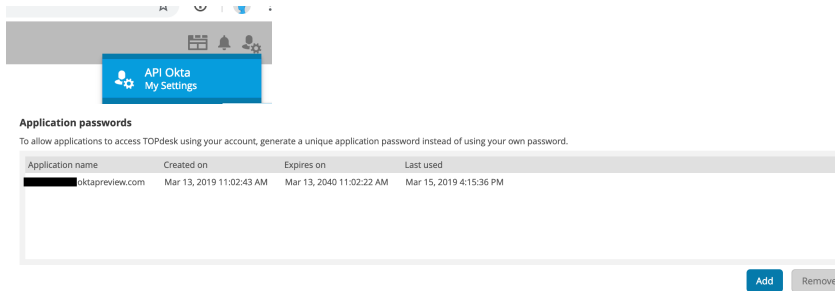 API Okta
My Settings
Application passwords
To allow applications to access TOPdesk using your account, generate a unique application password instead of using your own password.
Application name Created on Expires on Last used
oktapreview.com Mar 13, 2019 11:02:43 AM Mar 13, 2040 11:02:22 AM Mar 15, 2019 4:15:36 PM
Add Remove